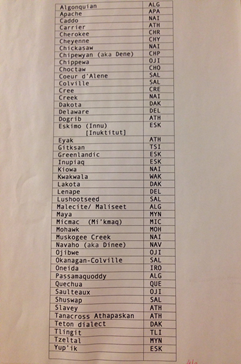 Algonquian ALG
Apache APA
Caddo NAI
Carrier ATH
Cherokee CHR
Cheyenne CHY
Chickasaw NAI
Chipewyan (aka Dene) CHP
Chippewa OJI
Choctaw CHO
Coeur d'Alene SAL
Colville SAL
Cree CRE
Creek NAI
Dakota DAK
Delaware DEL
Dogrib ATH
Eskimo (Innu) ESK
[Inuktitut]
Eyak ATH
Gitksan TSI
Greenlandic ESK
Inupiaq ESK
Kiowa NAI
Kwakwala WAK
Lakota DAK
Lenape DEL
Lushootseed SAL
Malecite/ Maliseet ALG
Maya MYN
Micmac (Mi'kmaq) MIC
Mohawk MOH
Muskogee Creek NAI
Navaho (aka Dinee) NAV
Ojibwe OJI
Okanagan-Colville SAL
Oneida IRO
Passamaquoddy ALG
Quechua QUE
Saulteaux OJI
Shuswap SAL
Slavey ATH
Tanacross Athapaskan ATH
Teton dialect DAK
Tlingit TLI
Tzeltal MYN
Yup'ik ESK